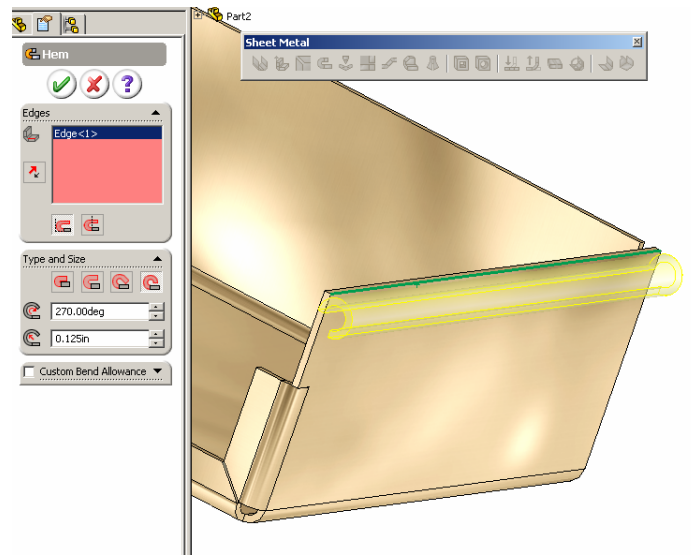 Part2
Sheet Metal
Hem
?
Edges
Edge<1>
Type and Size
270.00deg
0.125in
Custom Bend Allowance